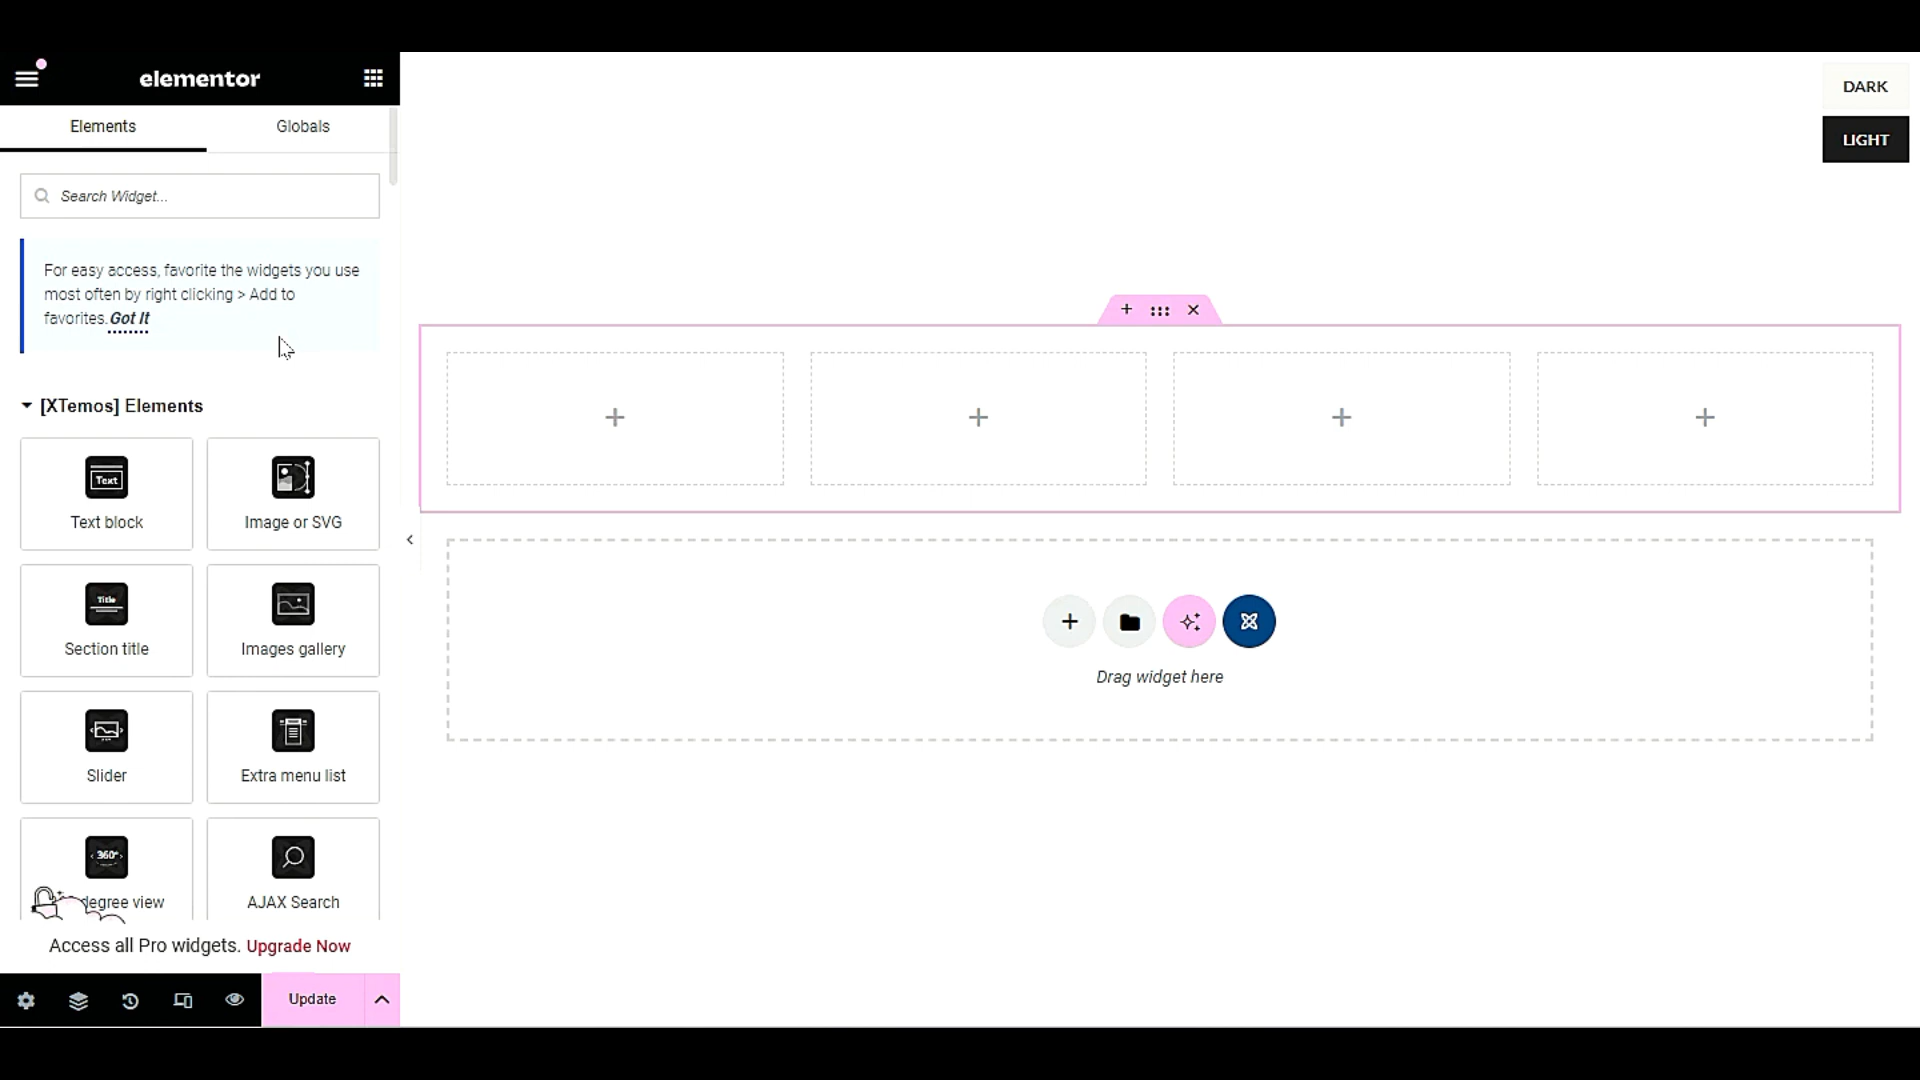 elementor
Elements
Globals
Search Widget...
For easy access, favorite the widgets you use
most often by right clicking > Add to
favorites. Got It
[XTemos] Elements
Text
Text block
Image or SVG
Title
Section title
Images gallery
Slider
Extra menu list
360°
degree view
AJAX Search
Access all Pro widgets. Upgrade Now
Update
DARK
LIGHT
Drag widget here